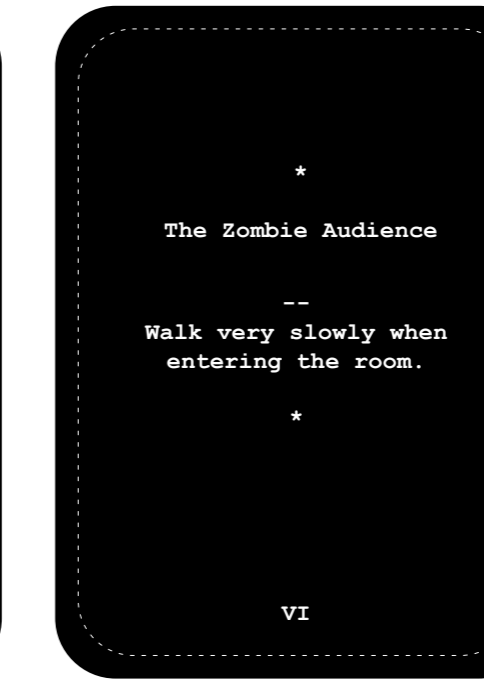 *
The Zombie Audience
--
Walk very slowly when
entering the room.
*
VI